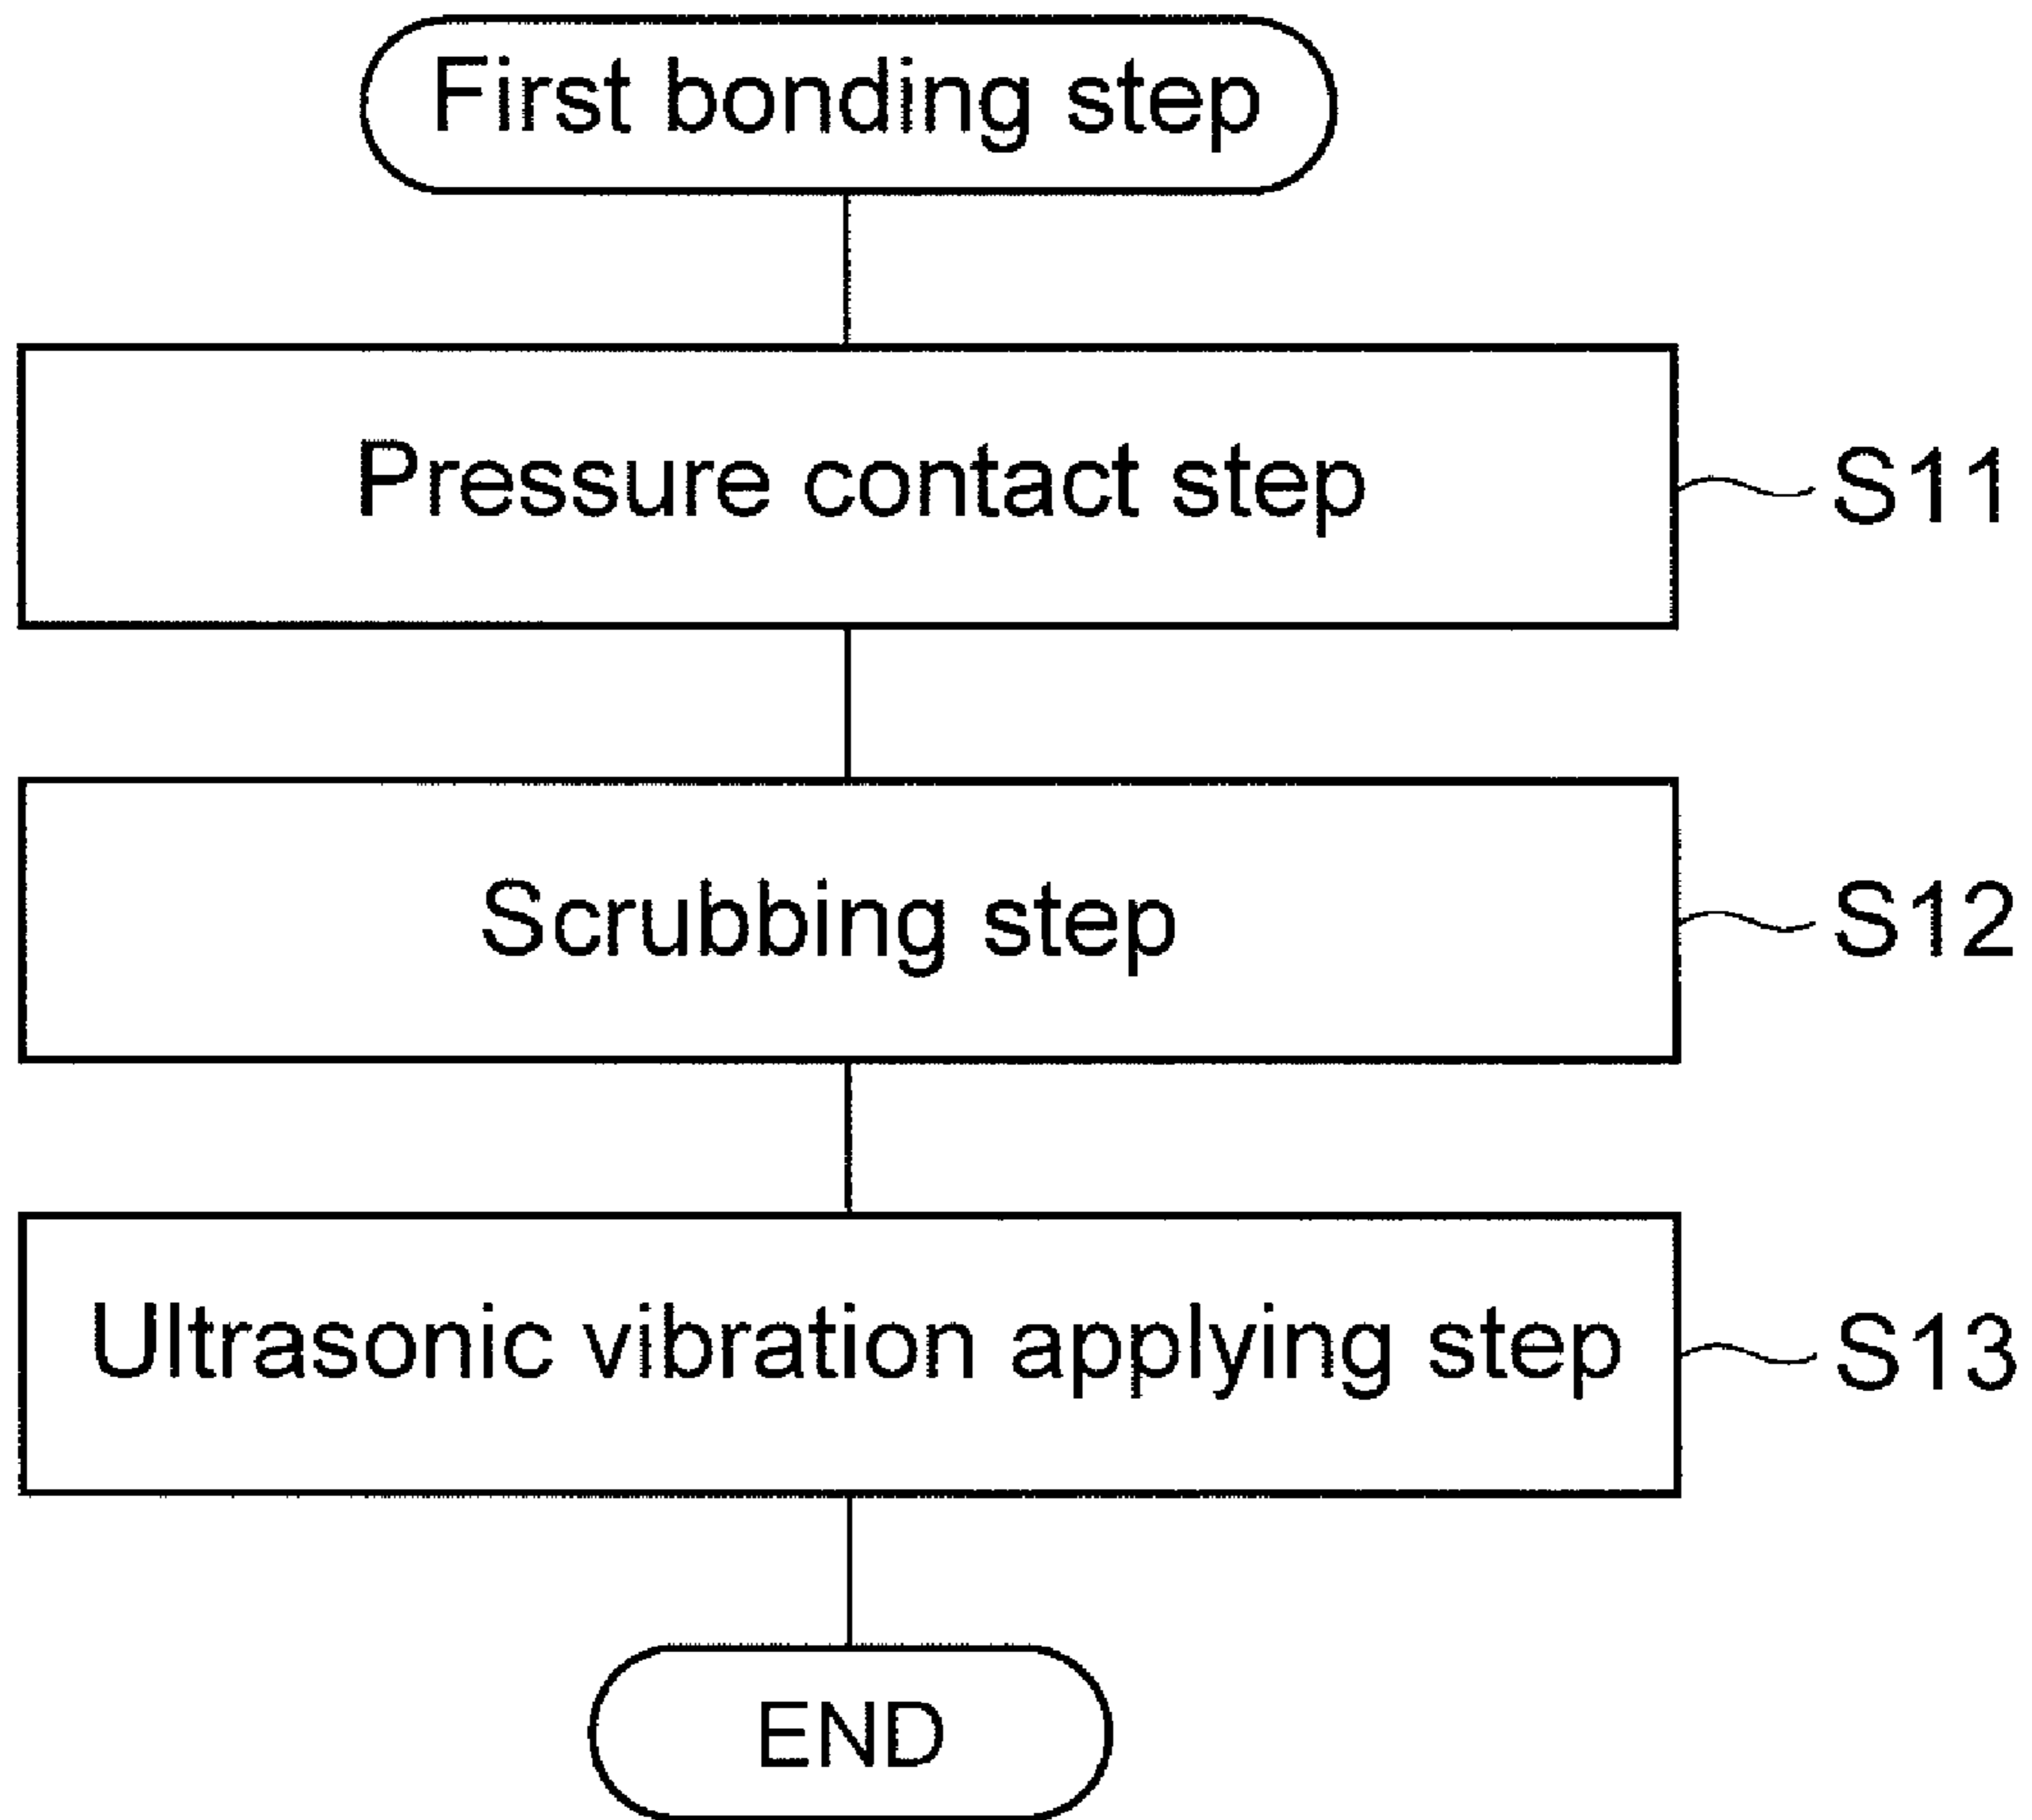 First bonding step
Pressure contact step
S11
Scrubbing step
S12
Ultrasonic vibration applying step
S13
END